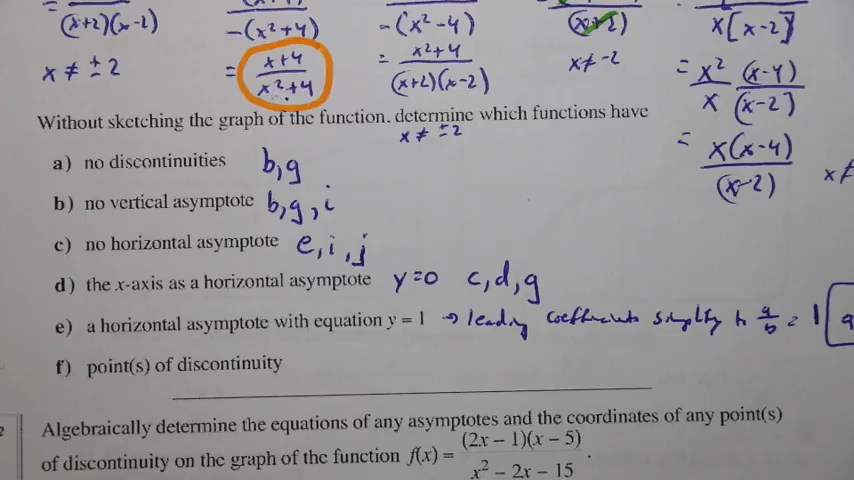 = (x+2)(x-2)
-(x²+4)
-(x²-4)
(x+2)
x[x-2]
x ≠ ± 2
= x+4 / x²+4
= x²+4 / (x+2)(x-2)
x ≠ -2
= x² (x-4) / x (x-2)
Without sketching the graph of the function, determine which functions have
x ≠ ±2
= x(x-4) / (x-2)
x ≠
a) no discontinuities b, g
b) no vertical asymptote b, g, i
c) no horizontal asymptote e, i, j
d) the x-axis as a horizontal asymptote y=0 c, d, g
e) a horizontal asymptote with equation y = 1 → leading coefficients simplify to a/b = 1 a
f) point(s) of discontinuity
2
Algebraically determine the equations of any asymptotes and the coordinates of any point(s)
of discontinuity on the graph of the function f(x) = (2x − 1)(x − 5) / x² − 2x − 15 .